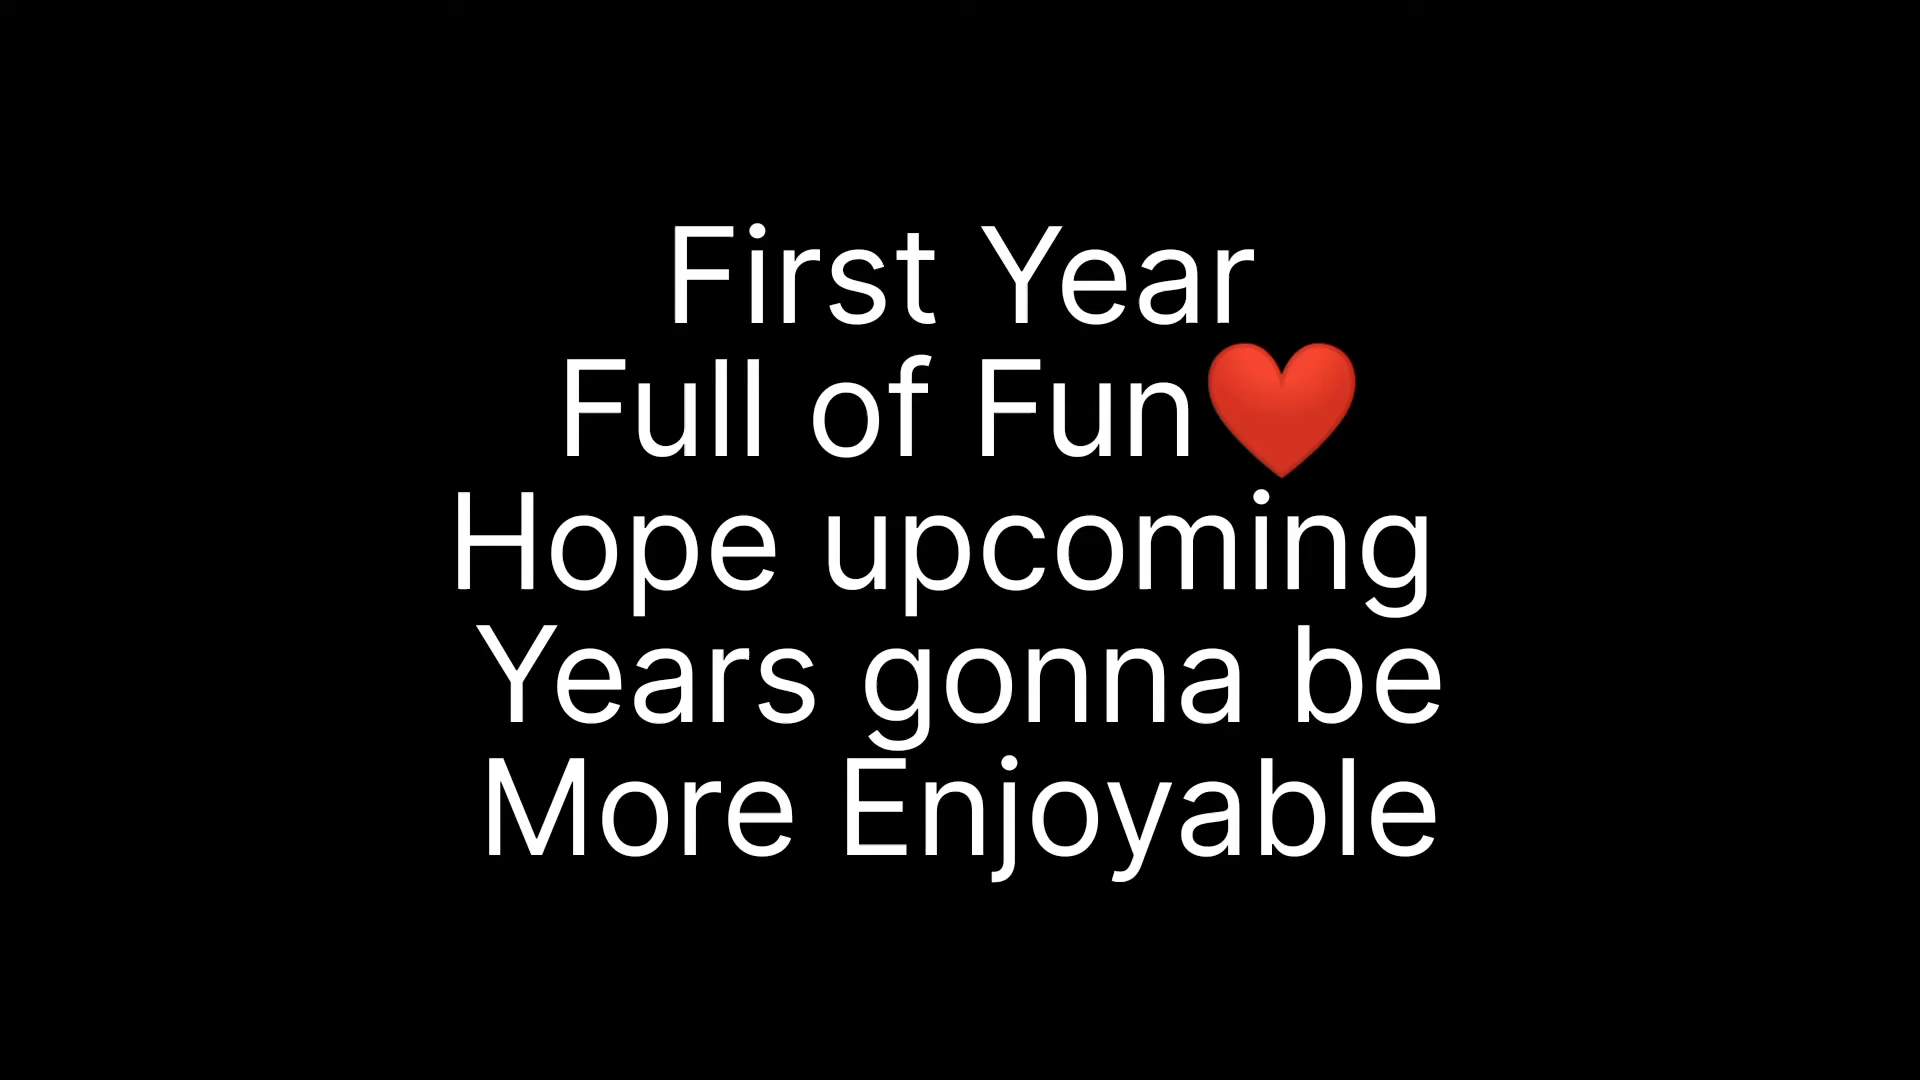 First Year
Full of Fun❤️
Hope upcoming
Years gonna be
More Enjoyable